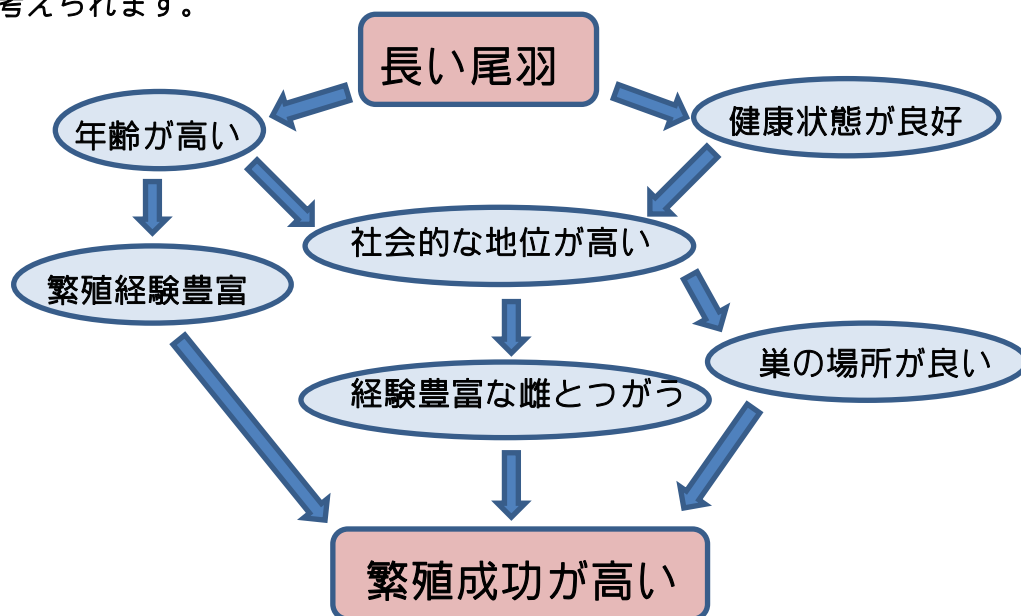 考えられます。
長い尾羽
健康状態が良好
年齢が高い
社会的な地位が高い
繁殖経験豊富
巣の場所が良い
経験豊富な雌とつがう
繁殖成功が高い